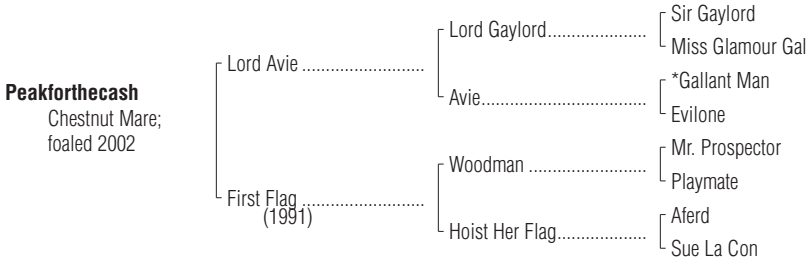 Peakforthecash
Chestnut Mare;
foaled 2002
Lord Avie ..........................
First Flag ..........................
(1991)
Lord Gaylord.....................
Avie...................................
Woodman .........................
Hoist Her Flag...................
Sir Gaylord
Miss Glamour Gal
*Gallant Man
Evilone
Mr. Prospector
Playmate
Aferd
Sue La Con